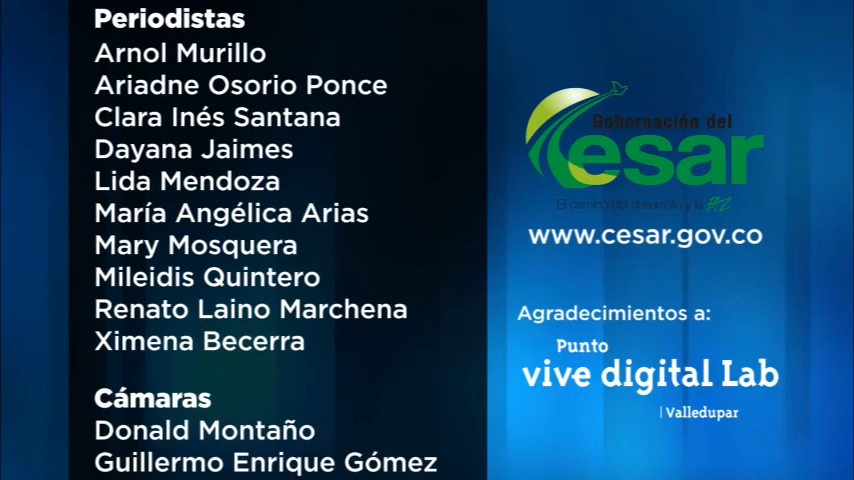 Periodistas
Arnol Murillo
Ariadne Osorio Ponce
Clara Inés Santana
Dayana Jaimes
Lida Mendoza
María Angélica Arias
Mary Mosquera
Mileidis Quintero
Renato Laino Marchena
Ximena Becerra
Cámaras
Donald Montaño
Guillermo Enrique Gómez
Gobernación del
Cesar
El camino del desarrollo y la PAZ
www.cesar.gov.co
Agradecimientos a:
Punto
vive digital Lab
| Valledupar